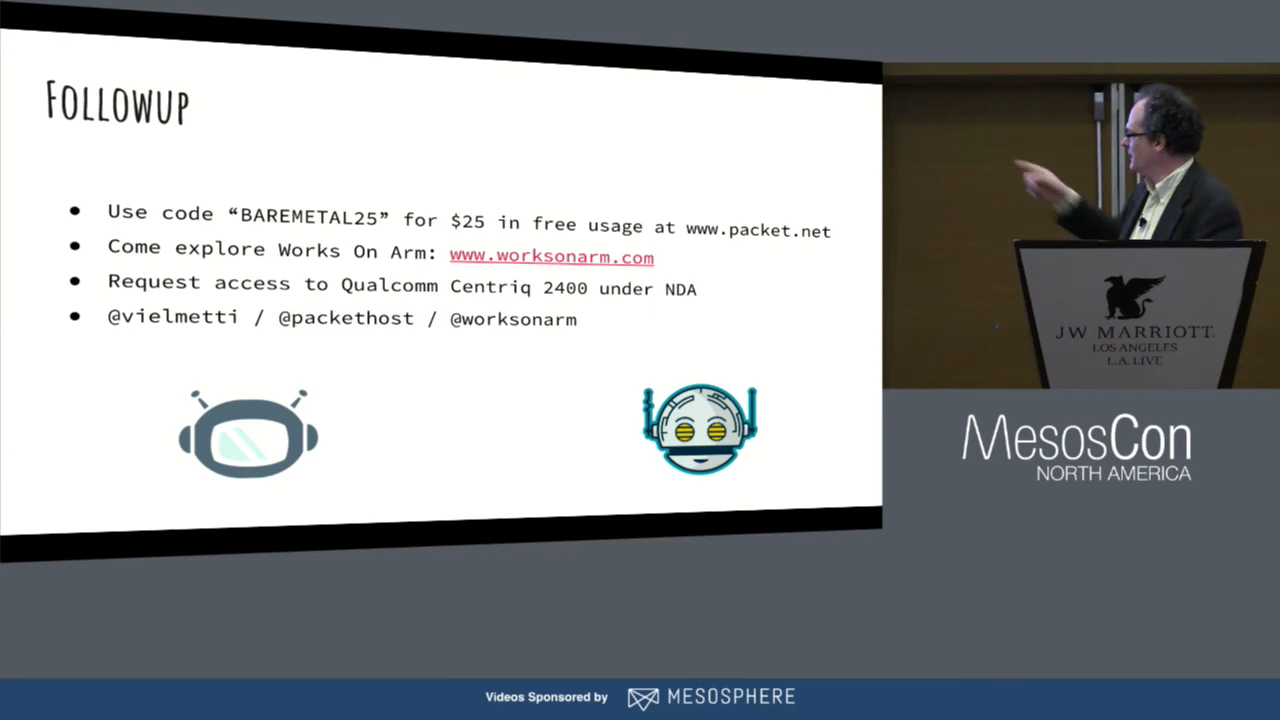 Followup
Use code “BAREMETAL25” for $25 in free usage at www.packet.net
Come explore Works On Arm: www.worksonarm.com
Request access to Qualcomm Centriq 2400 under NDA
@vielmetti / @packethost / @worksonarm
JW MARRIOTT
LOS ANGELES
L.A. LIVE
MesosCon
NORTH AMERICA
Videos Sponsored by MESOSPHERE